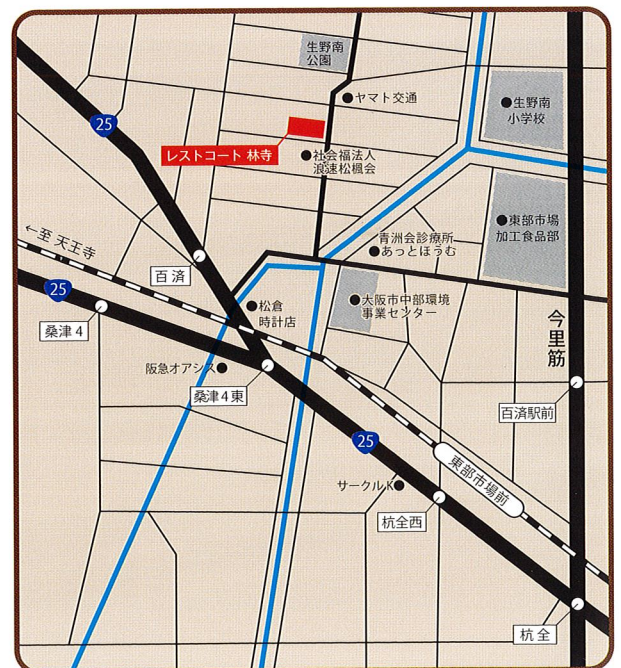 生野南
公園
ヤマト交通
生野南
小学校
25
レストコート 林寺
社会福法人
浪速松楓会
東部市場
加工食品部
←至 天王寺
青洲会診療所
あっとほうむ
百済
25
松倉
時計店
大阪市中部環境
事業センター
今里筋
桑津4
阪急オアシス
桑津4東
百済駅前
25
東部市場前
サークルK
杭全西
杭全